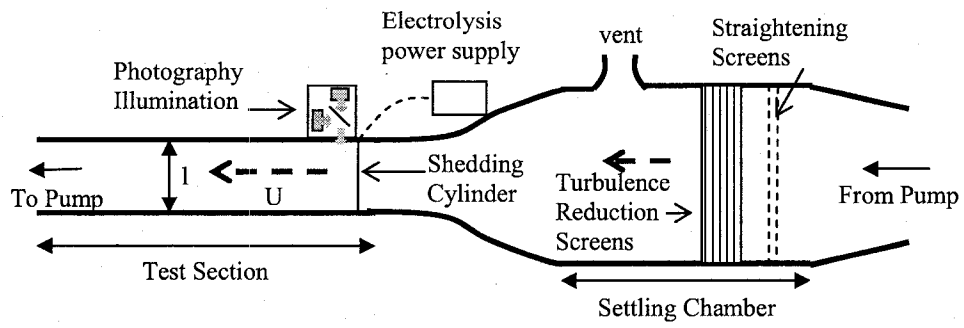 Electrolysis
power supply
vent
Straightening
Screens
Photography
Illumination
To Pump
1
U
Shedding
Cylinder
Turbulence
Reduction
Screens
From Pump
Test Section
Settling Chamber